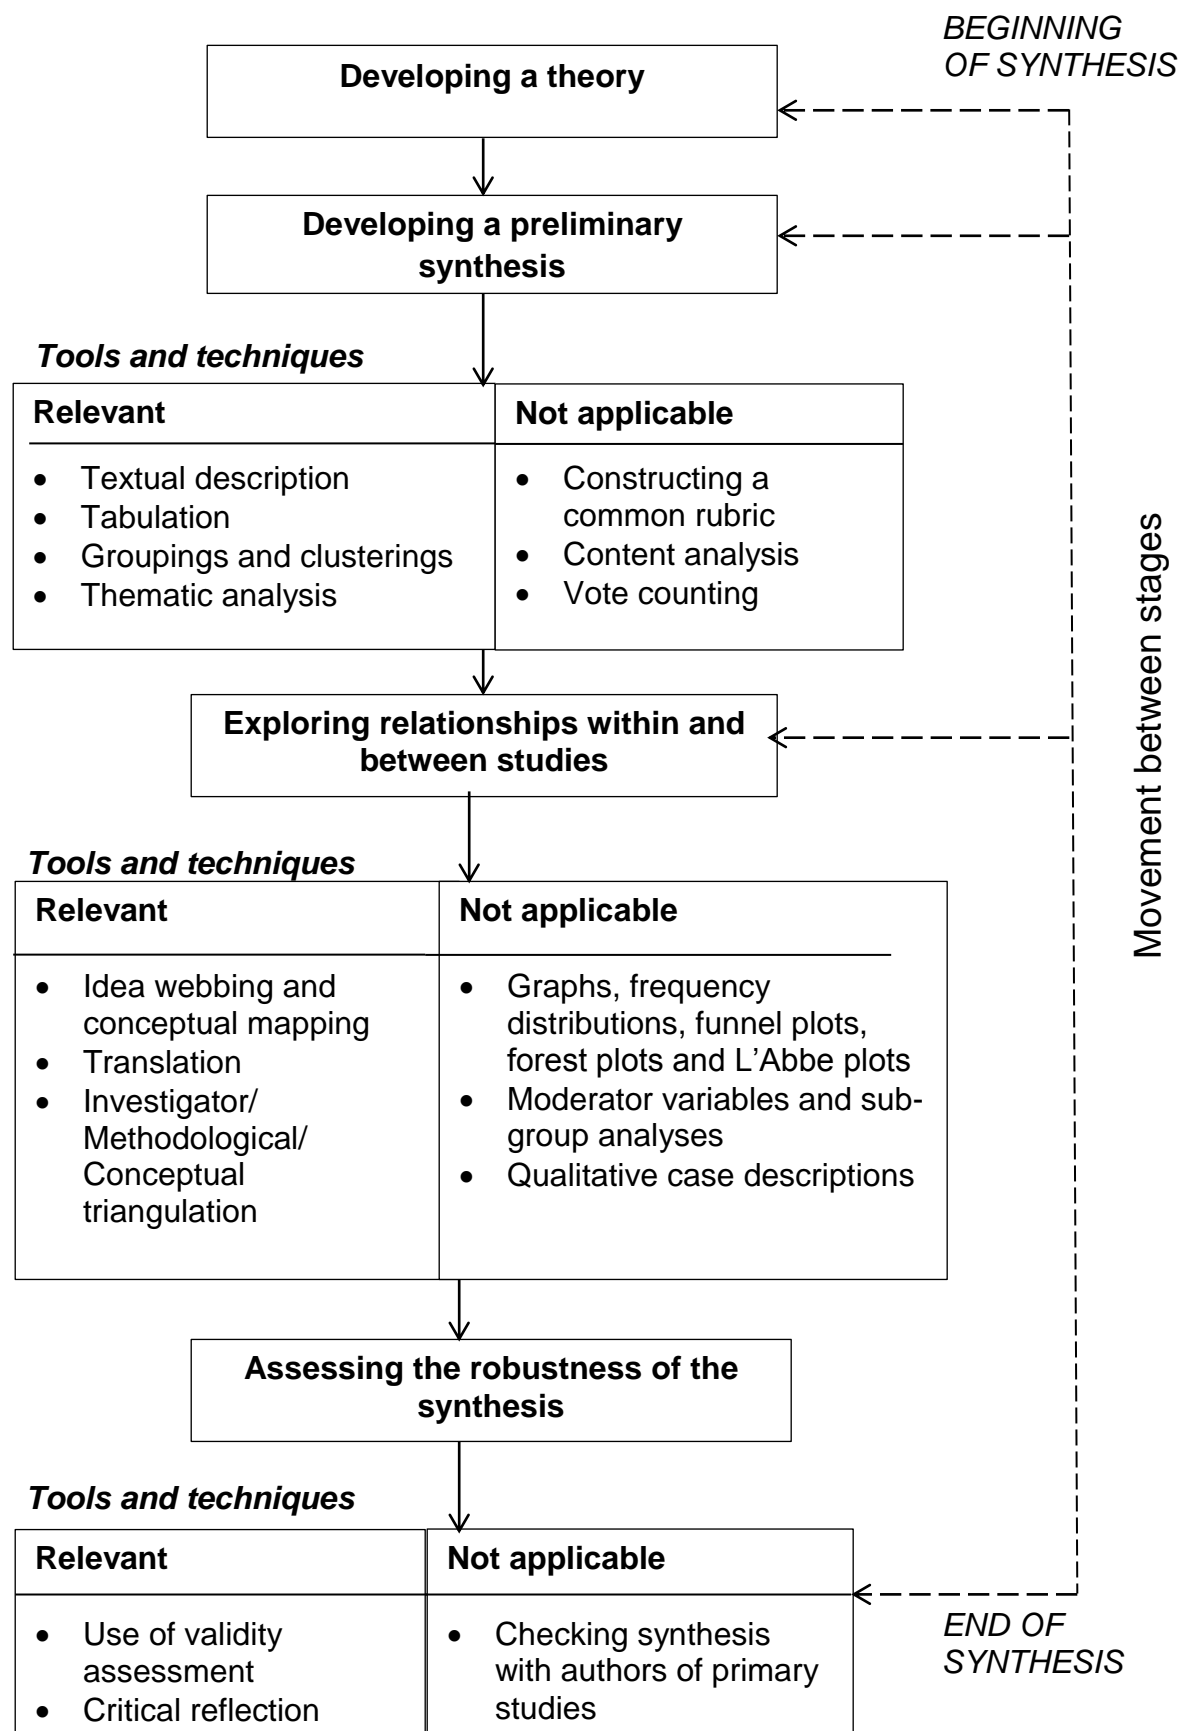 BEGINNING
OF SYNTHESIS
Developing a theory
Developing a preliminary
synthesis
Tools and techniques
Relevant
• Textual description
• Tabulation
• Groupings and clusterings
• Thematic analysis
Not applicable
• Constructing a
common rubric
• Content analysis
• Vote counting
Exploring relationships within and
between studies
Movement between stages
Tools and techniques
Relevant
• Idea webbing and
conceptual mapping
• Translation
• Investigator/
Methodological/
Conceptual
triangulation
Not applicable
• Graphs, frequency
distributions, funnel plots,
forest plots and L’Abbe plots
• Moderator variables and sub-
group analyses
• Qualitative case descriptions
Assessing the robustness of the
synthesis
Tools and techniques
Relevant
• Use of validity
assessment
• Critical reflection
Not applicable
• Checking synthesis
with authors of primary
studies
END OF
SYNTHESIS